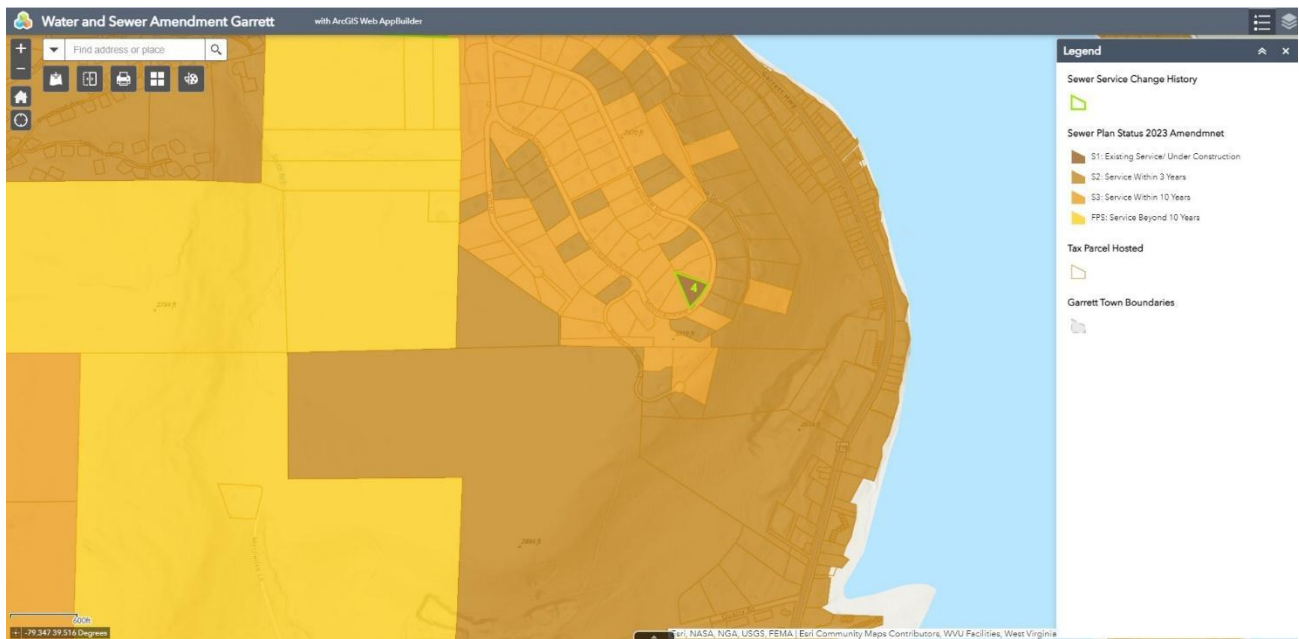 Water and Sewer Amendment Garrett
with ArcGIS Web AppBuilder
Find address or place
Legend
Sewer Service Change History
Sewer Plan Status 2023 Amendmnet
S1: Existing Service/ Under Construction
S2: Service Within 3 Years
S3: Service Within 10 Years
FPS: Service Beyond 10 Years
Tax Parcel Hosted
Garrett Town Boundaries
4
600ft
-79.347 39.516 Degrees
Esri, NASA, NGA, USGS, FEMA | Esri Community Maps Contributors, WVU Facilities, West Virginia